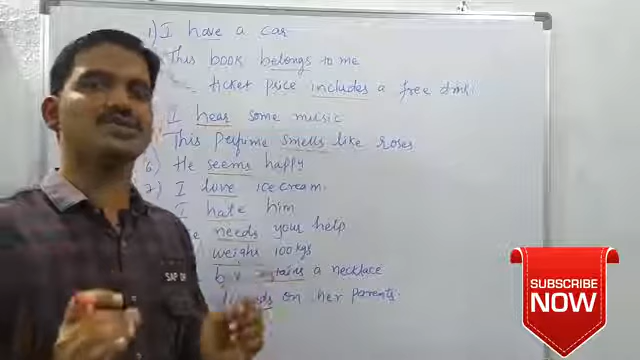 1) I have a car
This book belongs to me
ticket price includes a free drink.
I hear some music
This perfume smells like roses
6) He seems happy
7) I love ice cream.
I hate him
needs your help
weighs 100 kgs
a necklace
on her parents.
SUBSCRIBE
NOW